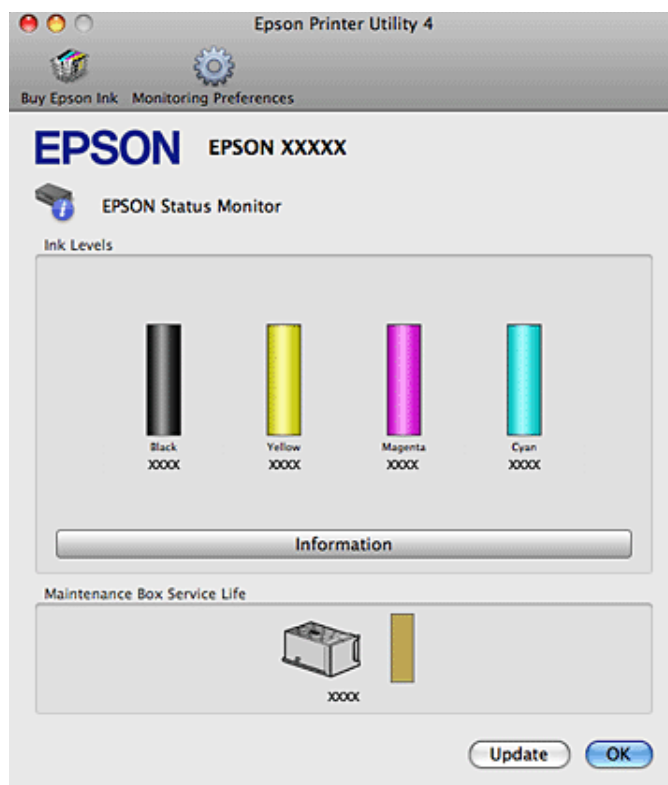 Epson Printer Utility 4
Buy Epson Ink Monitoring Preferences
EPSON EPSON XXXXX
EPSON Status Monitor
Ink Levels
Black Yellow Magenta Cyan
XXXX XXXX XXXX XXXX
Information
Maintenance Box Service Life
XXXX
Update OK